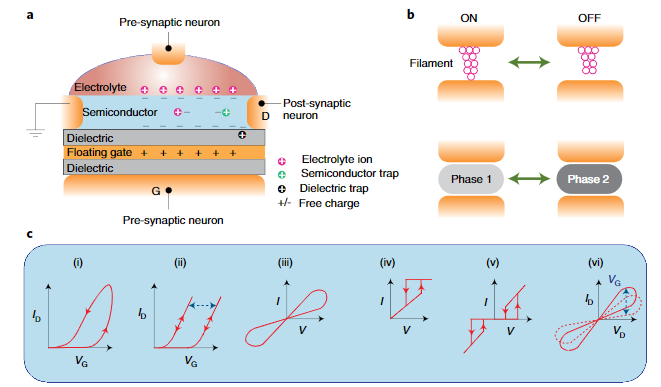 a
Pre-synaptic neuron
Electrolyte
Semiconductor
D
Post-synaptic
neuron
Dielectric
Floating gate + + + + + +
Dielectric
G
Pre-synaptic neuron
Electrolyte ion
Semiconductor trap
Dielectric trap
+/- Free charge
b
ON OFF
Filament
Phase 1 Phase 2
c
(i) (ii) (iii) (iv) (v) (vi)
I_D V_G
I_D V_G
I V
I V
I V
V_G I_D V_D